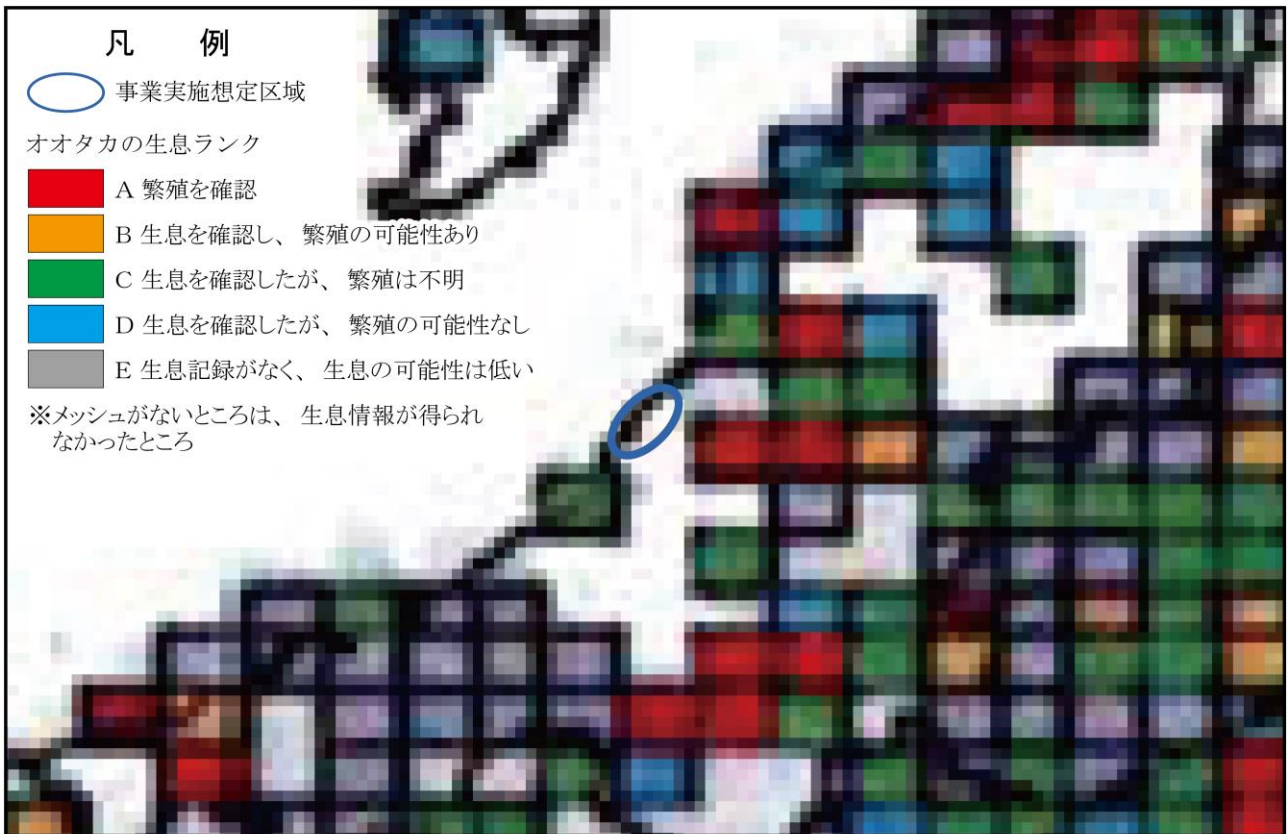 凡　例
事業実施想定区域
オオタカの生息ランク
A 繁殖を確認
B 生息を確認し、繁殖の可能性あり
C 生息を確認したが、繁殖は不明
D 生息を確認したが、繁殖の可能性なし
E 生息記録がなく、生息の可能性は低い
※メッシュがないところは、生息情報が得られ
なかったところ